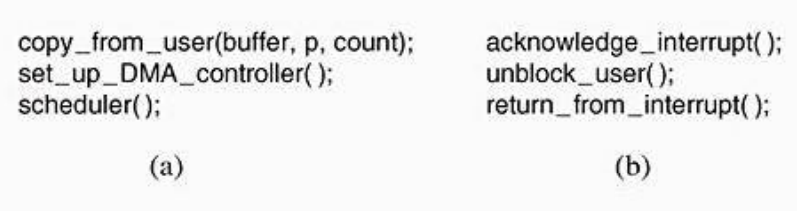 copy_from_user(buffer, p, count);
set_up_DMA_controller( );
scheduler( );
(a)
acknowledge_interrupt( );
unblock_user( );
return_from_interrupt( );
(b)